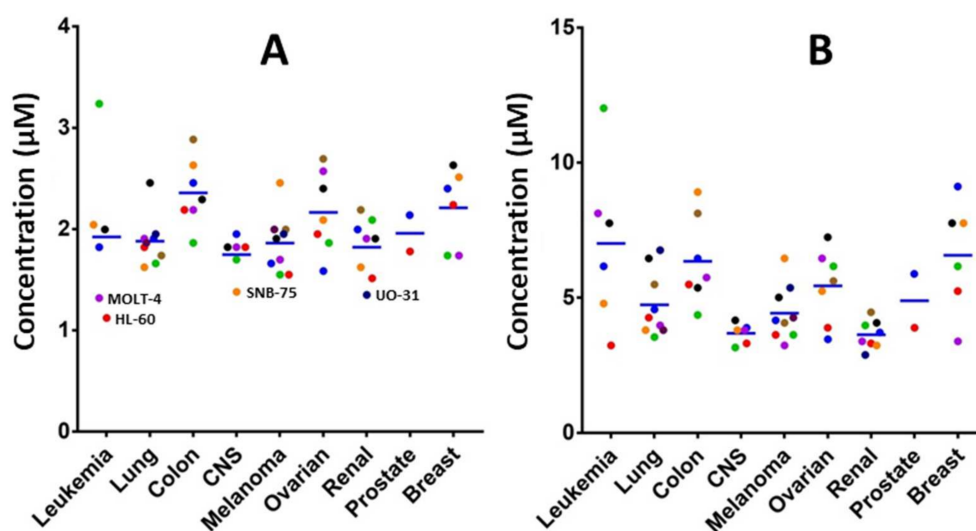 A
Concentration (μM)
4
3
2
1
0
MOLT-4
HL-60
SNB-75
UO-31
Leukemia
Lung
Colon
CNS
Melanoma
Ovarian
Renal
Prostate
Breast
B
Concentration (μM)
15
10
5
0
Leukemia
Lung
Colon
CNS
Melanoma
Ovarian
Renal
Prostate
Breast